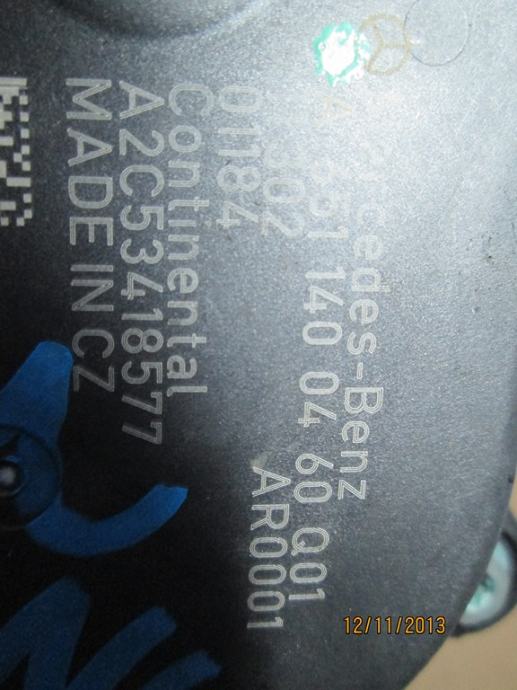 Mercedes-Benz
A 651 140 04 60 Q01
302 AR0001
01184
Continental
A2C53418577
MADE IN CZ
12/11/2013